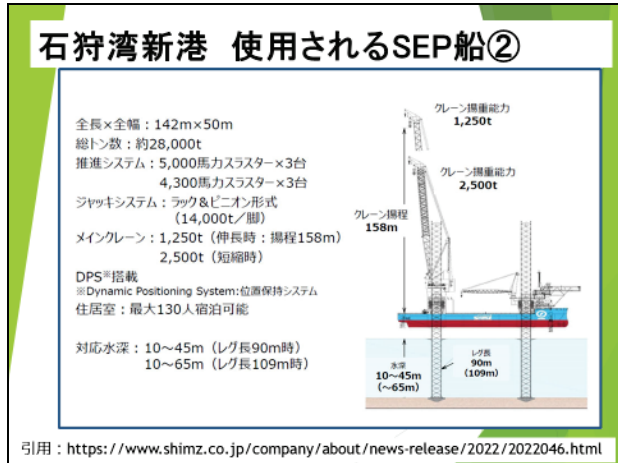 石狩湾新港 使用されるSEP船②
全長×全幅：142m×50m
総トン数：約28,000t
推進システム：5,000馬力スラスター×3台
4,300馬力スラスター×3台
ジャッキシステム：ラック＆ピニオン形式
（14,000t／脚）
メインクレーン：1,250t（伸長時：揚程158m）
2,500t（短縮時）
DPS※搭載
※Dynamic Positioning System:位置保持システム
住居室：最大130人宿泊可能
対応水深：10～45m（レグ長90m時）
10～65m（レグ長109m時）
クレーン揚重能力
1,250t
クレーン揚重能力
2,500t
クレーン揚程
158m
水深
10～45m
（～65m）
レグ長
90m
（109m）
引用：https://www.shimz.co.jp/company/about/news-release/2022/2022046.html